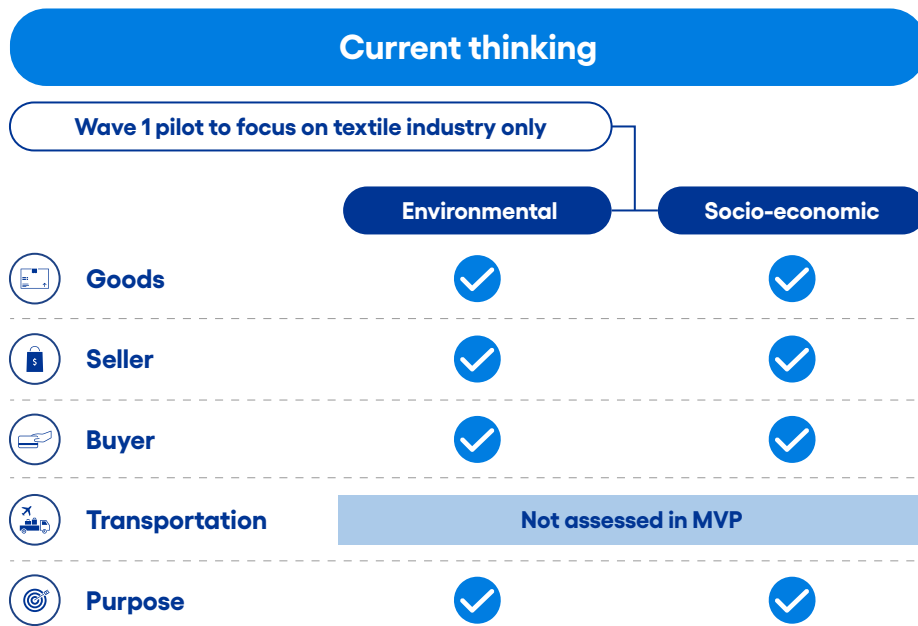 Current thinking
Wave 1 pilot to focus on textile industry only
Environmental
Socio-economic
Goods
Seller
$
Buyer
Transportation
Not assessed in MVP
Purpose